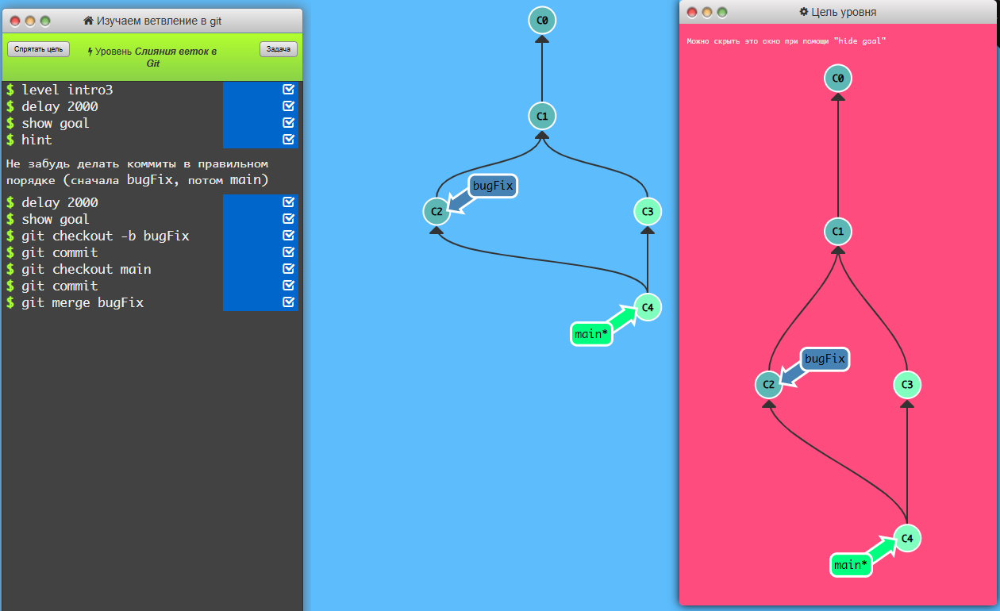 Изучаем ветвление в git
Спрятать цель
Уровень Слияния веток в
Git
Задача
$ level intro3
$ delay 2000
$ show goal
$ hint
Не забудь делать коммиты в правильном
порядке (сначала bugFix, потом main)
$ delay 2000
$ show goal
$ git checkout -b bugFix
$ git commit
$ git checkout main
$ git commit
$ git merge bugFix
C0
C1
bugFix
C2
C3
C4
main*
Цель уровня
Можно скрыть это окно при помощи "hide goal"
C0
C1
bugFix
C2
C3
C4
main*